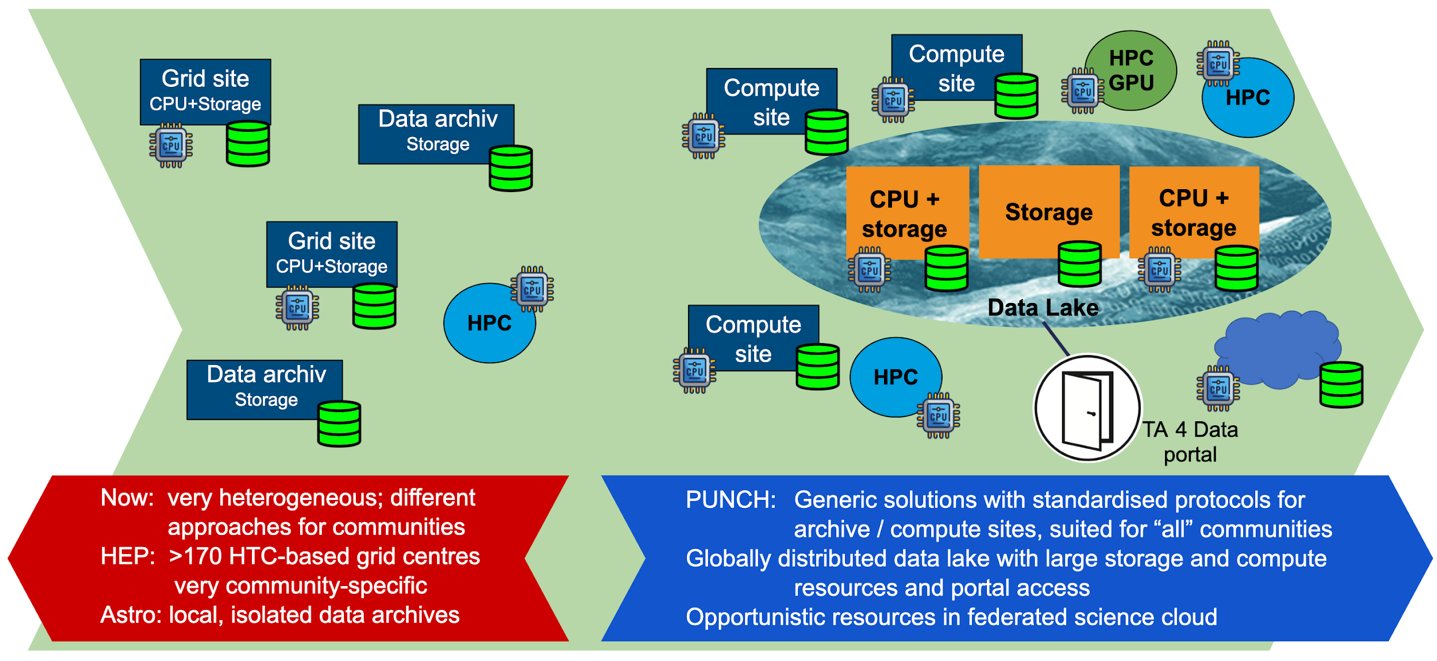 Grid site
CPU+Storage
CPU
Data archiv
Storage
Grid site
CPU+Storage
CPU
HPC
CPU
Data archiv
Storage
Compute
site
CPU
Compute
site
CPU
HPC
GPU
CPU
CPU
HPC
CPU +
storage
CPU
Storage
CPU +
storage
CPU
Data Lake
Compute
site
CPU
HPC
CPU
TA 4 Data
portal
CPU
Now: very heterogeneous; different
approaches for communities
HEP: >170 HTC-based grid centres
very community-specific
Astro: local, isolated data archives
PUNCH: Generic solutions with standardised protocols for
archive / compute sites, suited for “all” communities
Globally distributed data lake with large storage and compute
resources and portal access
Opportunistic resources in federated science cloud